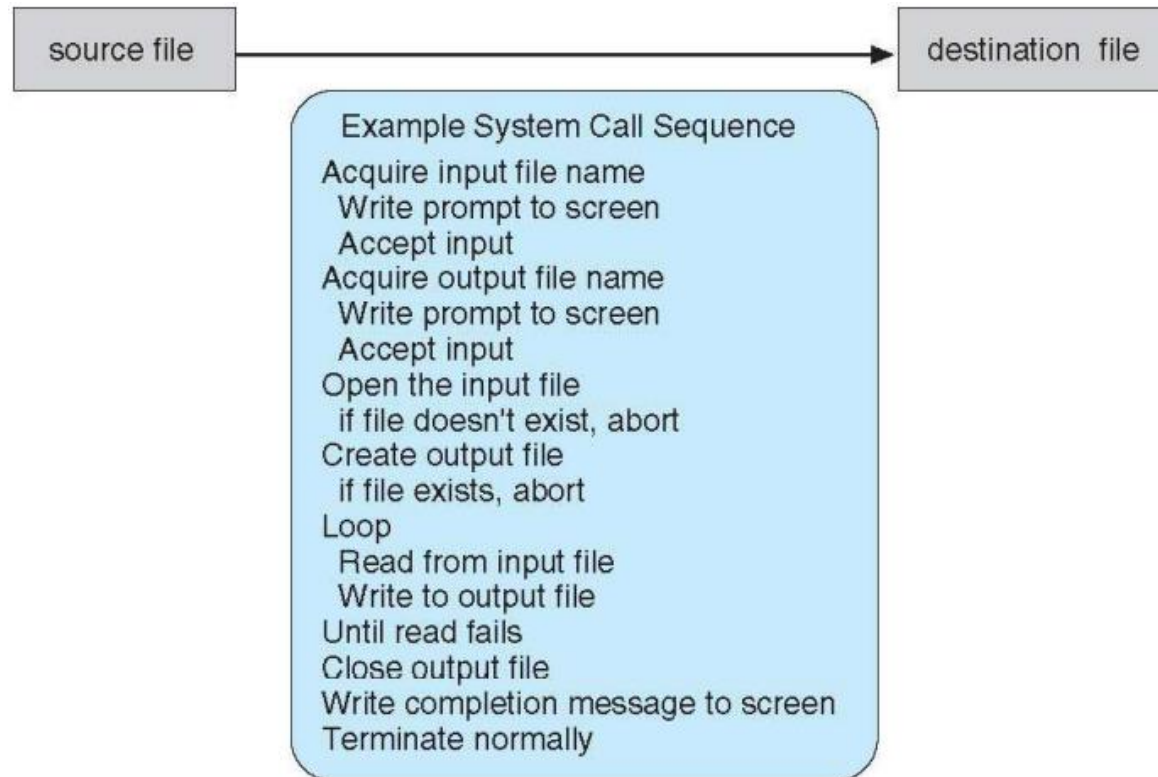 source file
destination file
Example System Call Sequence
Acquire input file name
Write prompt to screen
Accept input
Acquire output file name
Write prompt to screen
Accept input
Open the input file
if file doesn't exist, abort
Create output file
if file exists, abort
Loop
Read from input file
Write to output file
Until read fails
Close output file
Write completion message to screen
Terminate normally